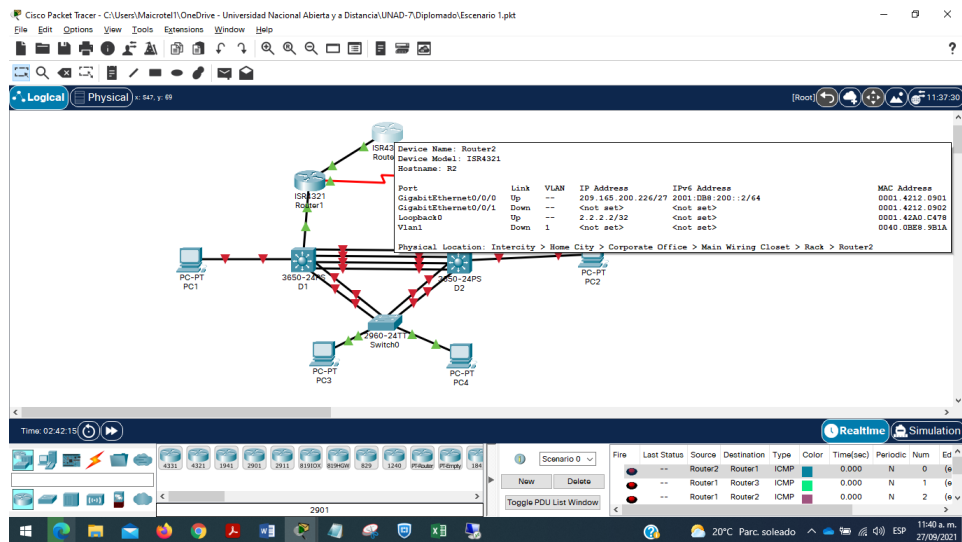 Cisco Packet Tracer - C:\Users\Maicrotel1\OneDrive - Universidad Nacional Abierta y a Distancia\UNAD-7\Diplomado\Escenario 1.pkt
File Edit Options View Tools Extensions Window Help
?
Logical Physical x: 547, y: 69 [Root] 11:37:30
ISR43
Route
Device Name: Router2
Device Model: ISR4321
Hostname: R2
Port Link VLAN IP Address IPv6 Address MAC Address
GigabitEthernet0/0/0 Up -- 209.165.200.226/27 2001:DB8:200::2/64 0001.4212.0901
GigabitEthernet0/0/1 Down -- <not set> <not set> 0001.4212.0902
Loopback0 Up -- 2.2.2.2/32 <not set> 0001.42A0.C478
Vlan1 Down 1 <not set> <not set> 0040.0BE8.9B1A
Physical Location: Intercity > Home City > Corporate Office > Main Wiring Closet > Rack > Router2
ISR4321
Router1
PC-PT
PC1
3650-24PS
D1
3650-24PS
D2
PC-PT
PC2
2960-24TT
Switch0
PC-PT
PC3
PC-PT
PC4
Time: 02:42:15 Realtime Simulation
4331 4321 1941 2901 2911 819IOX 819HGW 829 1240 PT-Router PT-Empty 184
2901
Scenario 0
New Delete
Toggle PDU List Window
Fire Last Status Source Destination Type Color Time(sec) Periodic Num Ed
-- Router2 Router1 ICMP 0.000 N 0 (e
-- Router1 Router3 ICMP 0.000 N 1 (e
-- Router1 Router2 ICMP 0.000 N 2 (e
20°C Parc. soleado ESP 11:40 a. m.
27/09/2021